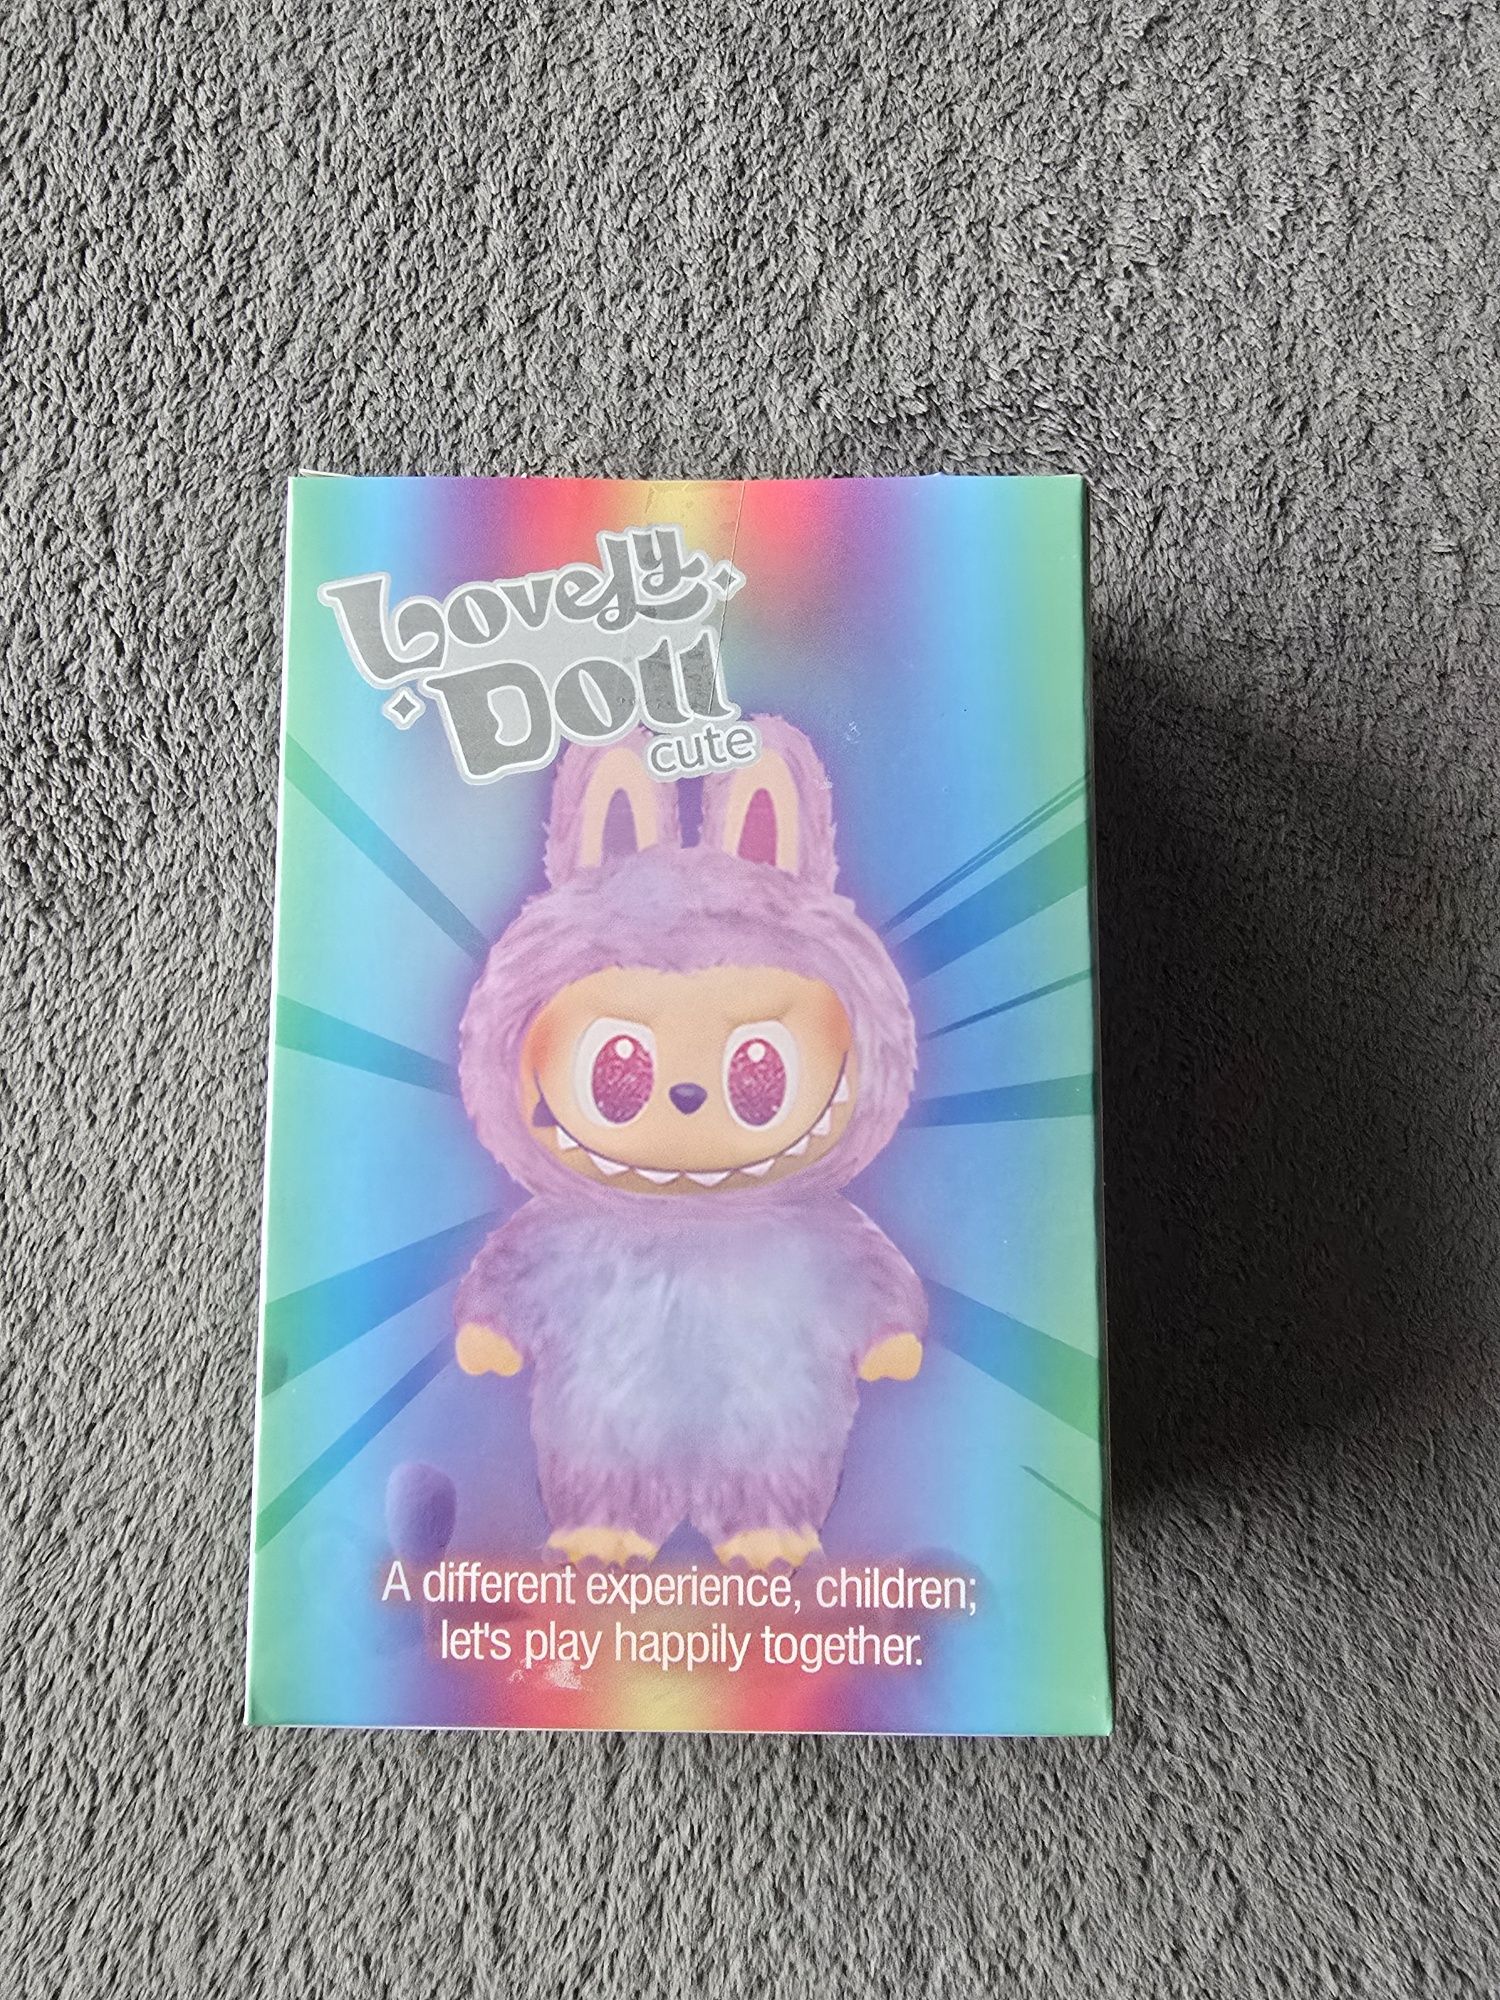 Lovely
Doll
cute
A different experience, children;
let's play happily together.